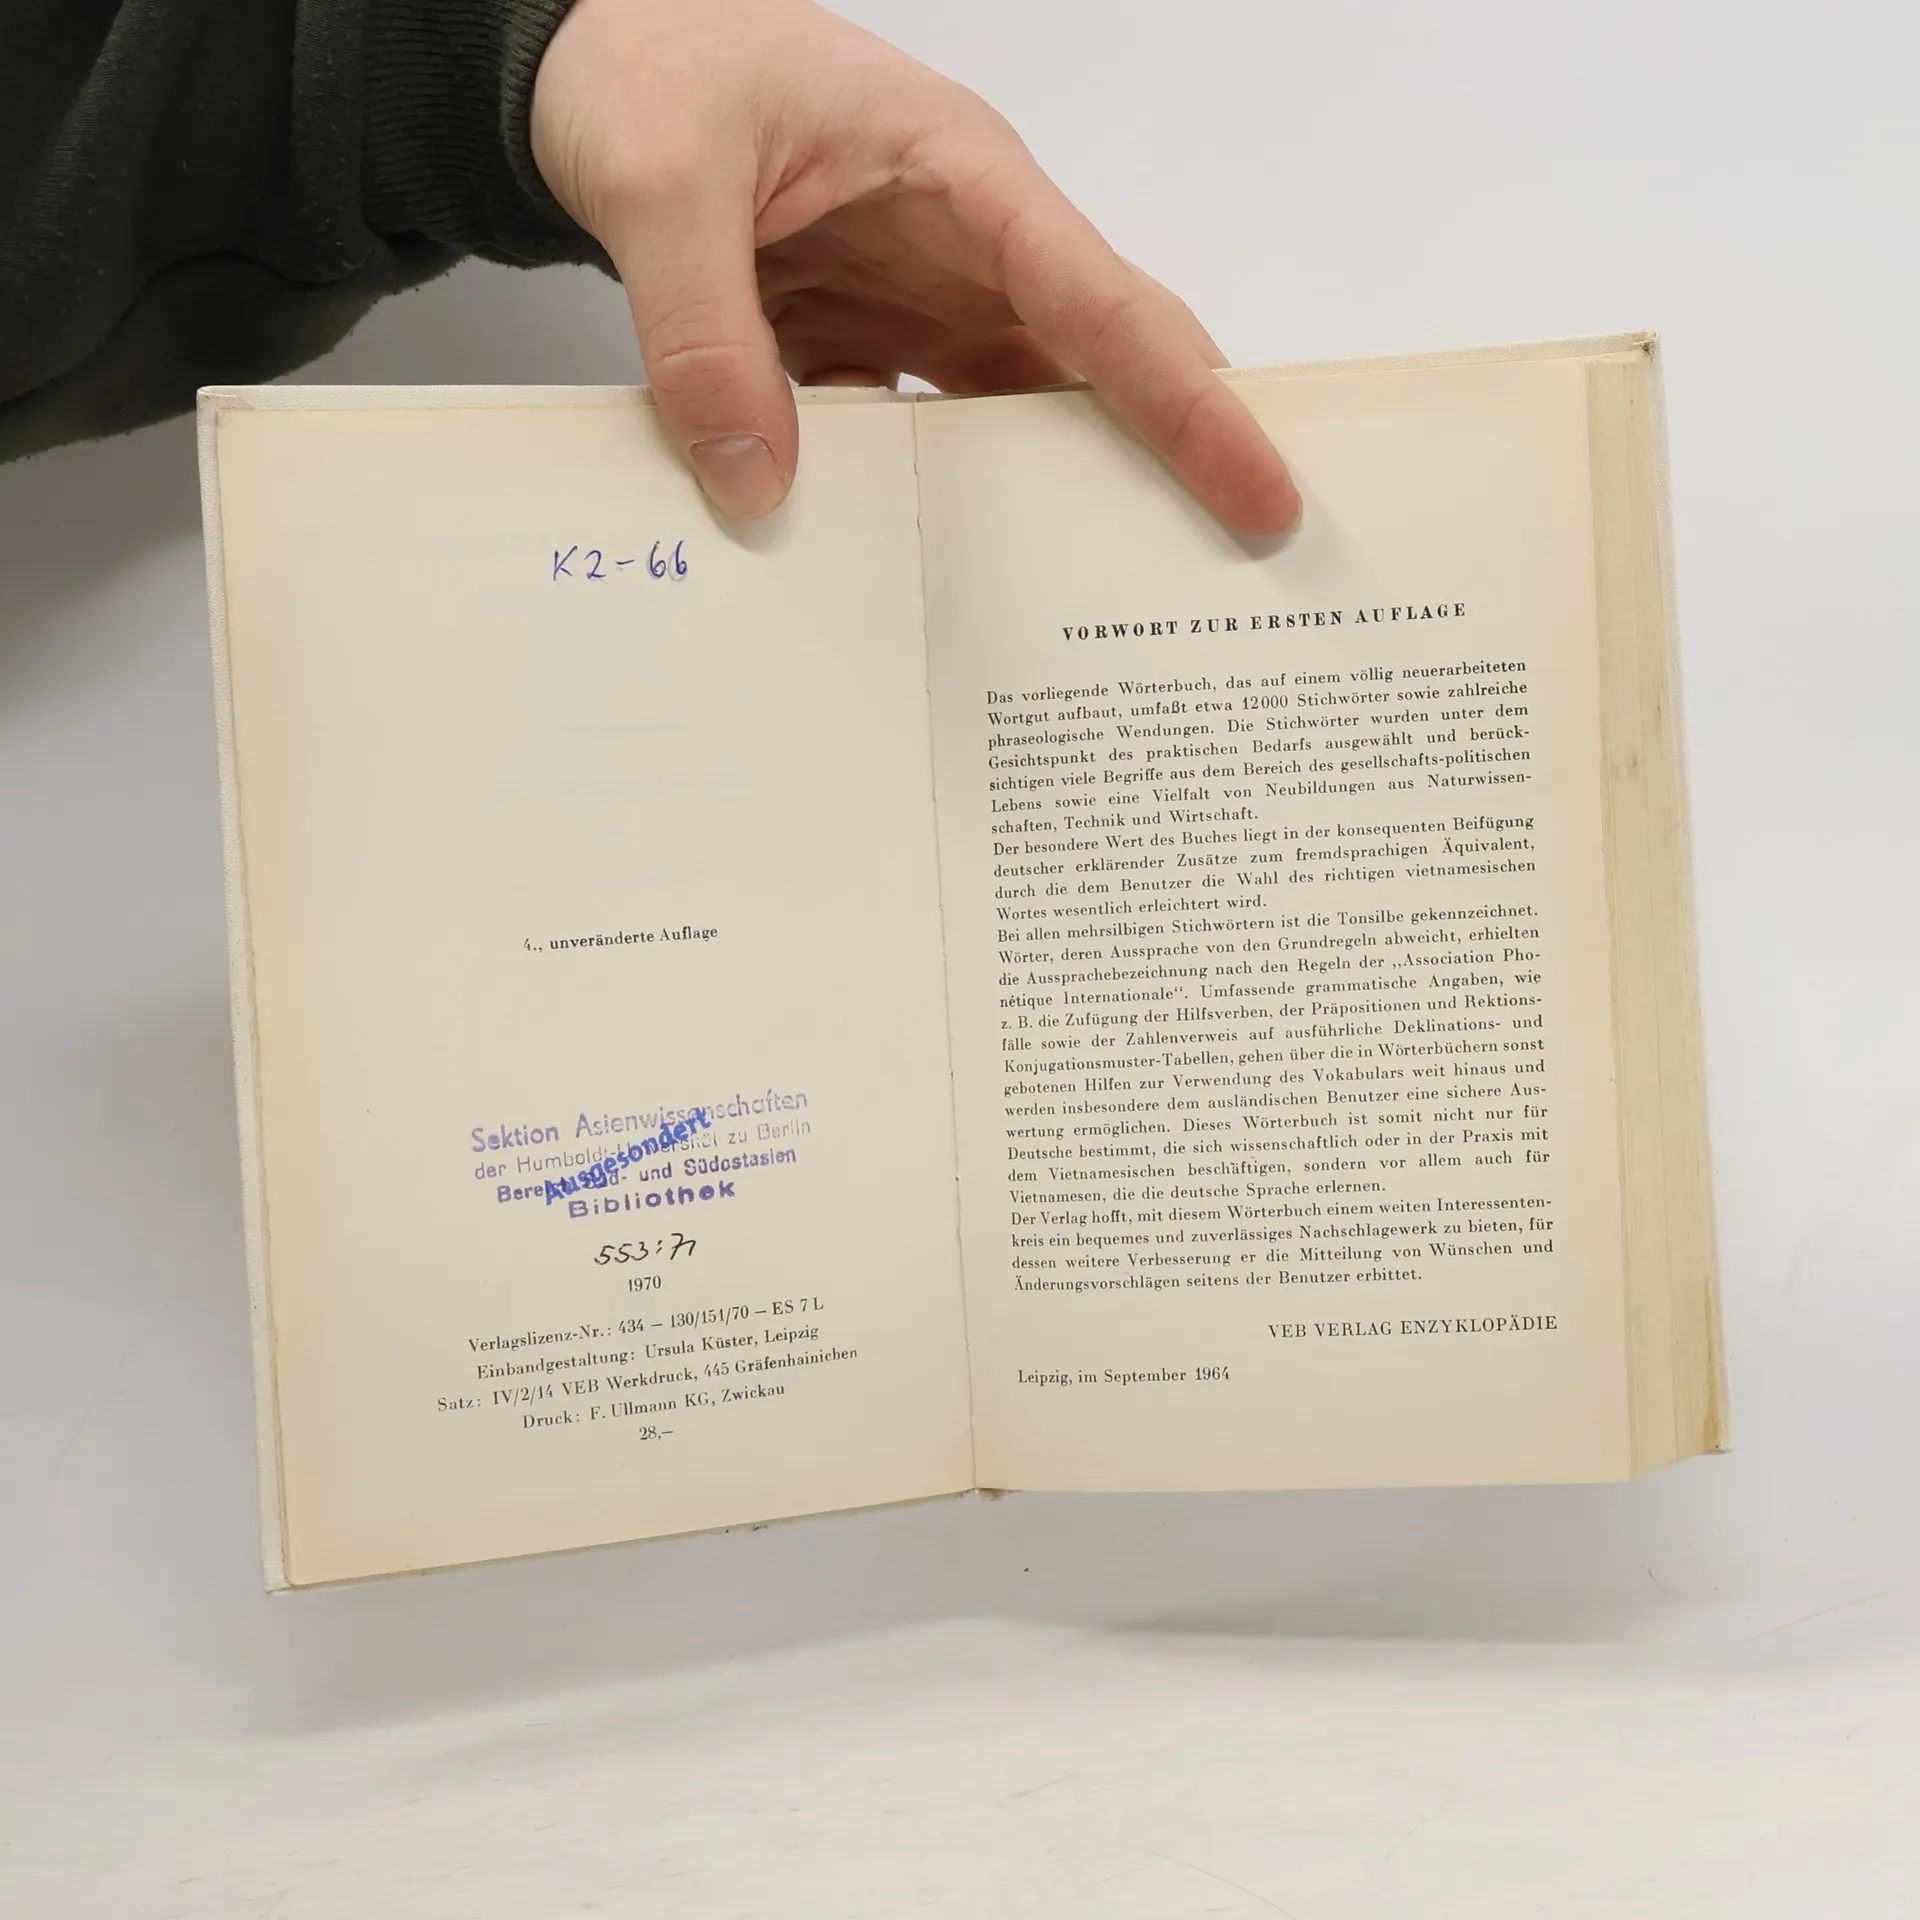 K2-66
4., unveränderte Auflage
Sektion Asienwissenschaften
der Humboldt-Universität zu Berlin
Bereich Süd- und Südostasien
Bibliothek
Ausgesondert
553:71
1970
Verlagslizenz-Nr.: 434 – 130/151/70 – ES 7 L
Einbandgestaltung: Ursula Küster, Leipzig
Satz: IV/2/14 VEB Werkdruck, 445 Gräfenhainichen
Druck: F. Ullmann KG, Zwickau
28,–
VORWORT ZUR ERSTEN AUFLAGE
Das vorliegende Wörterbuch, das auf einem völlig neuerarbeiteten
Wortgut aufbaut, umfaßt etwa 12000 Stichwörter sowie zahlreiche
phraseologische Wendungen. Die Stichwörter wurden unter dem
Gesichtspunkt des praktischen Bedarfs ausgewählt und berück-
sichtigen viele Begriffe aus dem Bereich des gesellschafts-politischen
Lebens sowie eine Vielfalt von Neubildungen aus Naturwissen-
schaften, Technik und Wirtschaft.
Der besondere Wert des Buches liegt in der konsequenten Beifügung
deutscher erklärender Zusätze zum fremdsprachigen Äquivalent,
durch die dem Benutzer die Wahl des richtigen vietnamesischen
Wortes wesentlich erleichtert wird.
Bei allen mehrsilbigen Stichwörtern ist die Tonsilbe gekennzeichnet.
Wörter, deren Aussprache von den Grundregeln abweicht, erhielten
die Aussprachebezeichnung nach den Regeln der „Association Pho-
nétique Internationale“. Umfassende grammatische Angaben, wie
z. B. die Zufügung der Hilfsverben, der Präpositionen und Rektions-
fälle sowie der Zahlenverweis auf ausführliche Deklinations- und
Konjugationsmuster-Tabellen, gehen über die in Wörterbüchern sonst
gebotenen Hilfen zur Verwendung des Vokabulars weit hinaus und
werden insbesondere dem ausländischen Benutzer eine sichere Aus-
wertung ermöglichen. Dieses Wörterbuch ist somit nicht nur für
Deutsche bestimmt, die sich wissenschaftlich oder in der Praxis mit
dem Vietnamesischen beschäftigen, sondern vor allem auch für
Vietnamesen, die die deutsche Sprache erlernen.
Der Verlag hofft, mit diesem Wörterbuch einem weiten Interessenten-
kreis ein bequemes und zuverlässiges Nachschlagewerk zu bieten, für
dessen weitere Verbesserung er die Mitteilung von Wünschen und
Änderungsvorschlägen seitens der Benutzer erbittet.
VEB VERLAG ENZYKLOPÄDIE
Leipzig, im September 1964